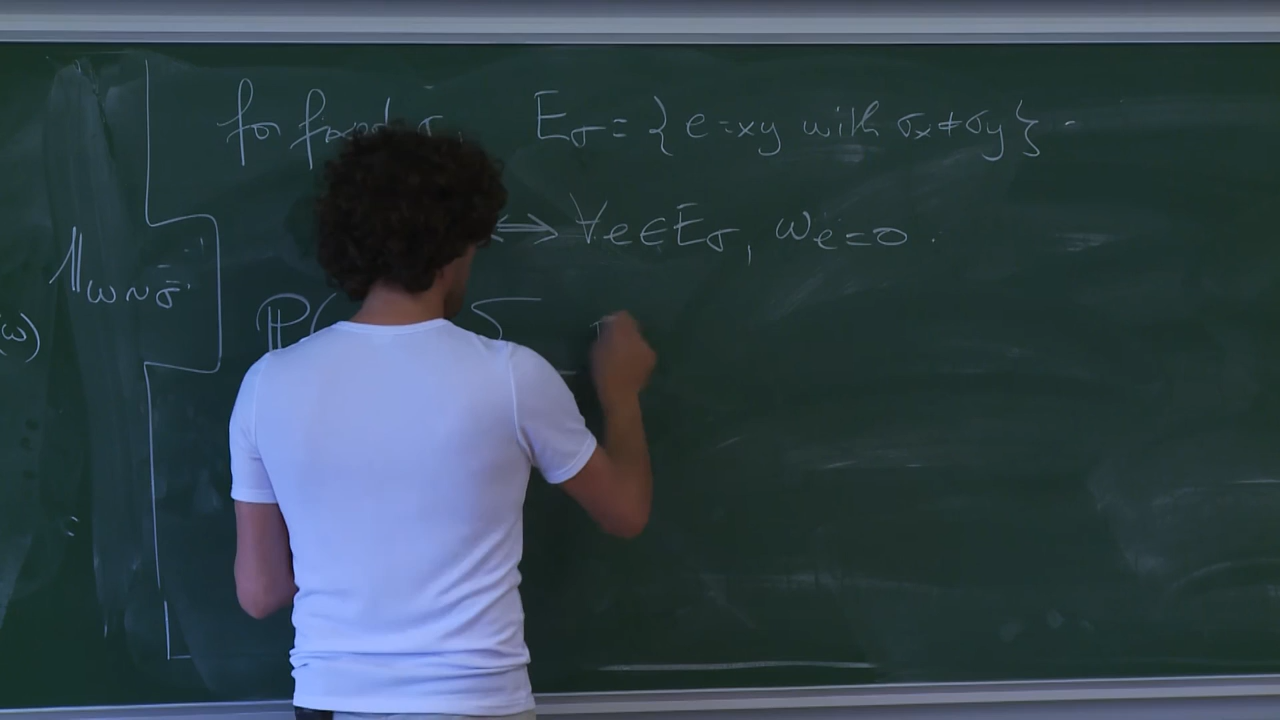 for fixed σ, E_σ = { e=xy with σ_x ≠ σ_y } .
⟺ ∀e∈E_σ, ω_e=0 .
𝟙_{ω∼σ}
ℙ( Σ
(ω)